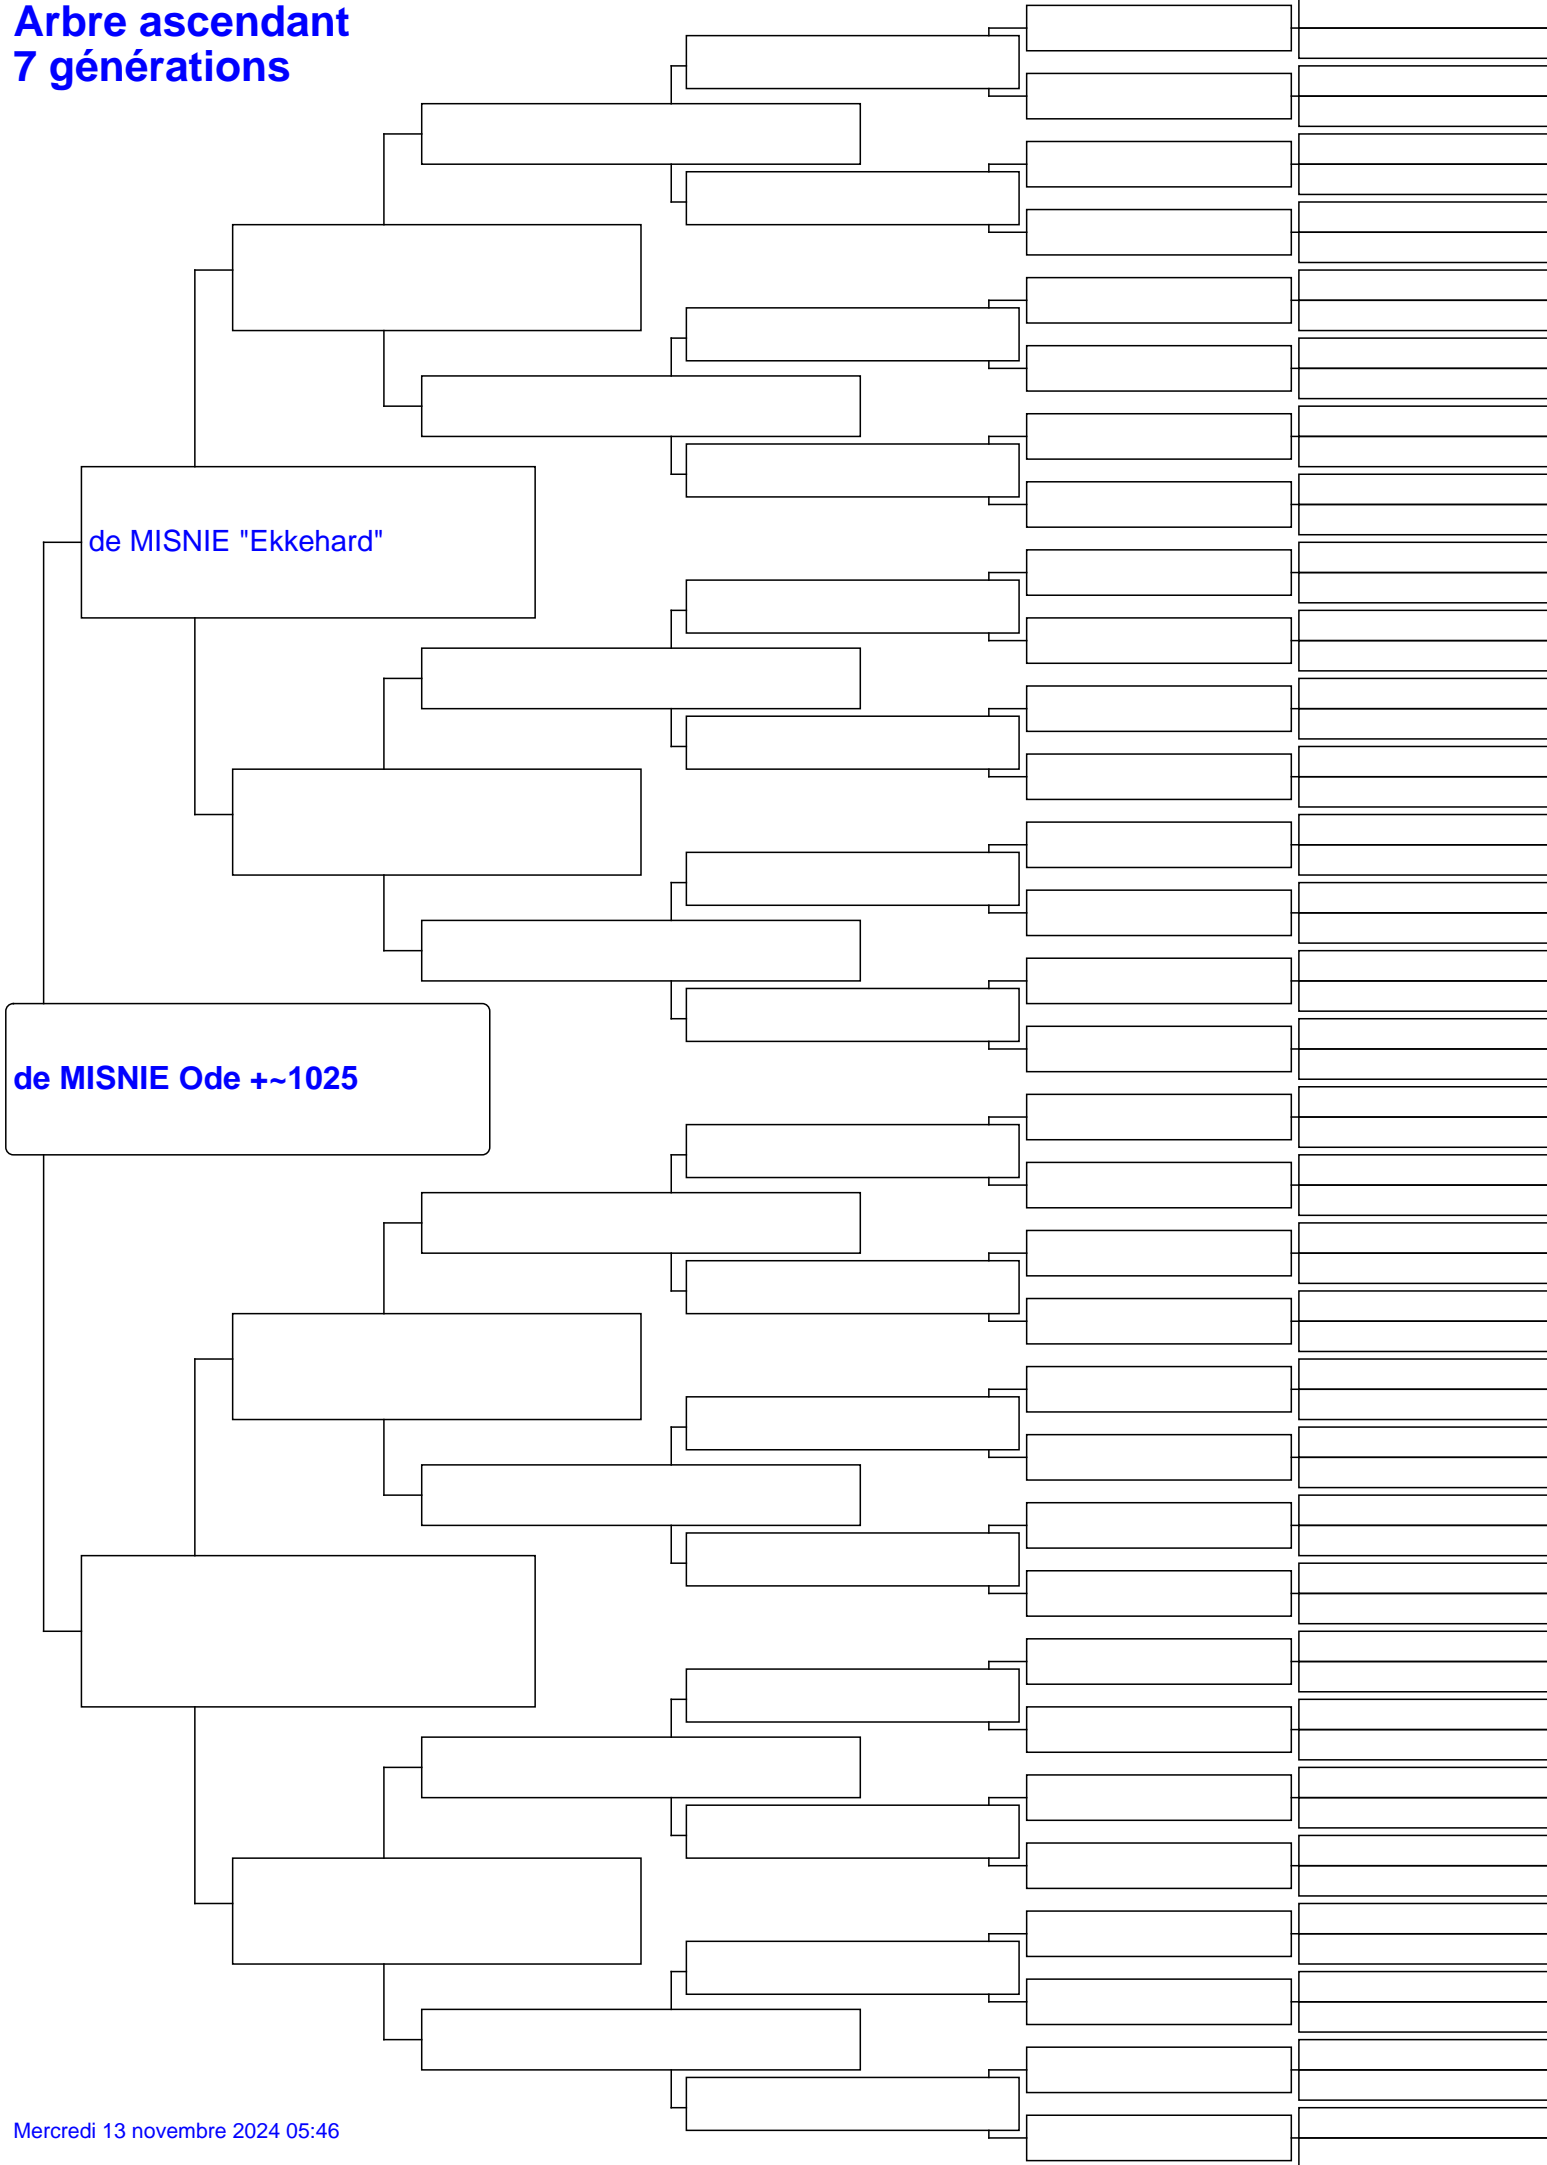 Arbre ascendant
7 générations
de MISNIE "Ekkehard"
de MISNIE Ode +~1025
Mercredi 13 novembre 2024 05:46